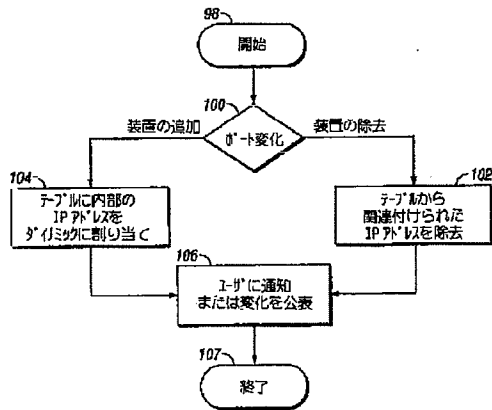 98
開始
100
ポート変化
装置の追加
装置の除去
104
テーブルに内部の
IPアドレスを
ダイナミックに割り当て
102
テーブルから
関連付けられた
IPアドレスを除去
106
ユーザに通知
または変化を公表
107
終了